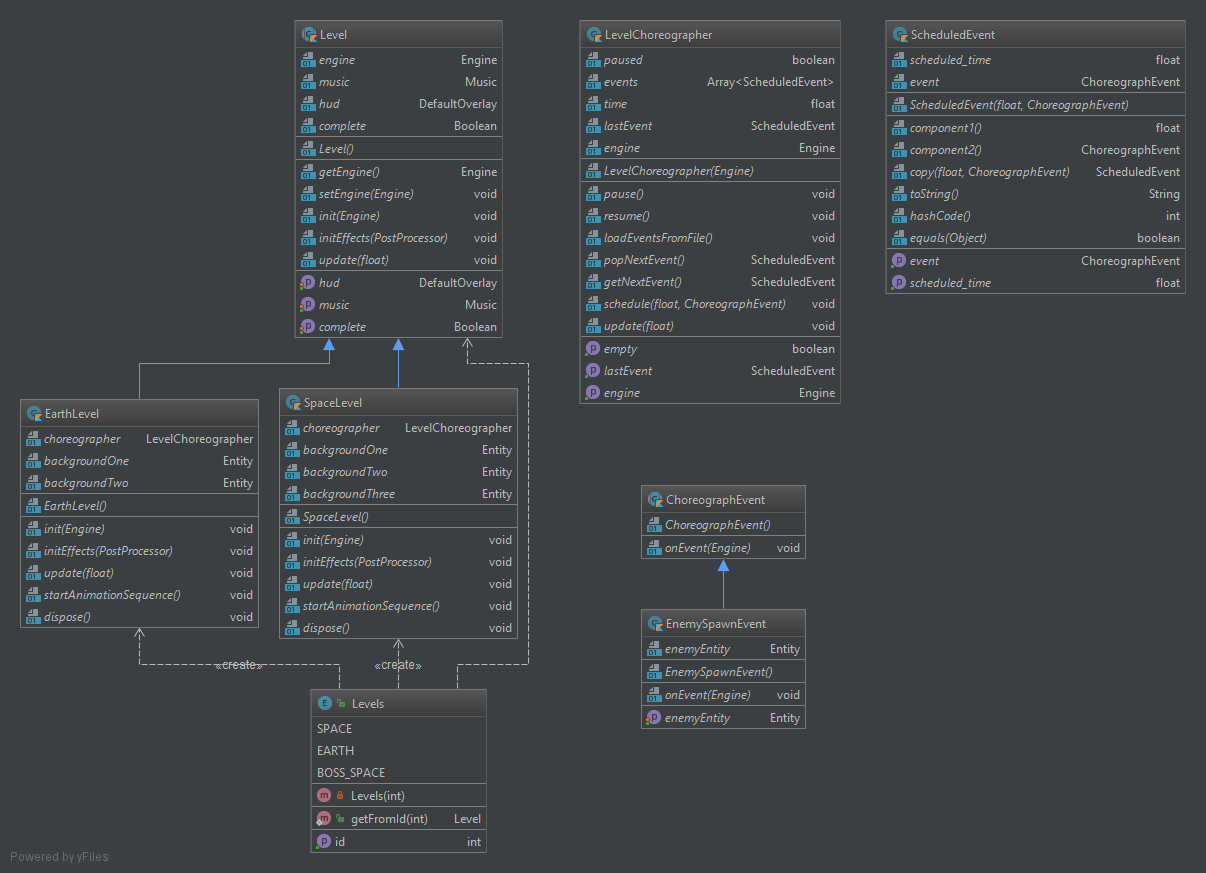 Level
engine Engine
music Music
hud DefaultOverlay
complete Boolean
Level()
getEngine() Engine
setEngine(Engine) void
init(Engine) void
initEffects(PostProcessor) void
update(float) void
hud DefaultOverlay
music Music
complete Boolean
LevelChoreographer
paused boolean
events Array<ScheduledEvent>
time float
lastEvent ScheduledEvent
engine Engine
LevelChoreographer(Engine)
pause() void
resume() void
loadEventsFromFile() void
popNextEvent() ScheduledEvent
getNextEvent() ScheduledEvent
schedule(float, ChoreographEvent) void
update(float) void
empty boolean
lastEvent ScheduledEvent
engine Engine
ScheduledEvent
scheduled_time float
event ChoreographEvent
ScheduledEvent(float, ChoreographEvent)
component1() float
component2() ChoreographEvent
copy(float, ChoreographEvent) ScheduledEvent
toString() String
hashCode() int
equals(Object) boolean
event ChoreographEvent
scheduled_time float
EarthLevel
choreographer LevelChoreographer
backgroundOne Entity
backgroundTwo Entity
EarthLevel()
init(Engine) void
initEffects(PostProcessor) void
update(float) void
startAnimationSequence() void
dispose() void
SpaceLevel
choreographer LevelChoreographer
backgroundOne Entity
backgroundTwo Entity
backgroundThree Entity
SpaceLevel()
init(Engine) void
initEffects(PostProcessor) void
update(float) void
startAnimationSequence() void
dispose() void
ChoreographEvent
ChoreographEvent()
onEvent(Engine) void
EnemySpawnEvent
enemyEntity Entity
EnemySpawnEvent()
onEvent(Engine) void
enemyEntity Entity
«create»
«create»
Levels
SPACE
EARTH
BOSS_SPACE
Levels(int)
getFromId(int) Level
id int
Powered by yFiles